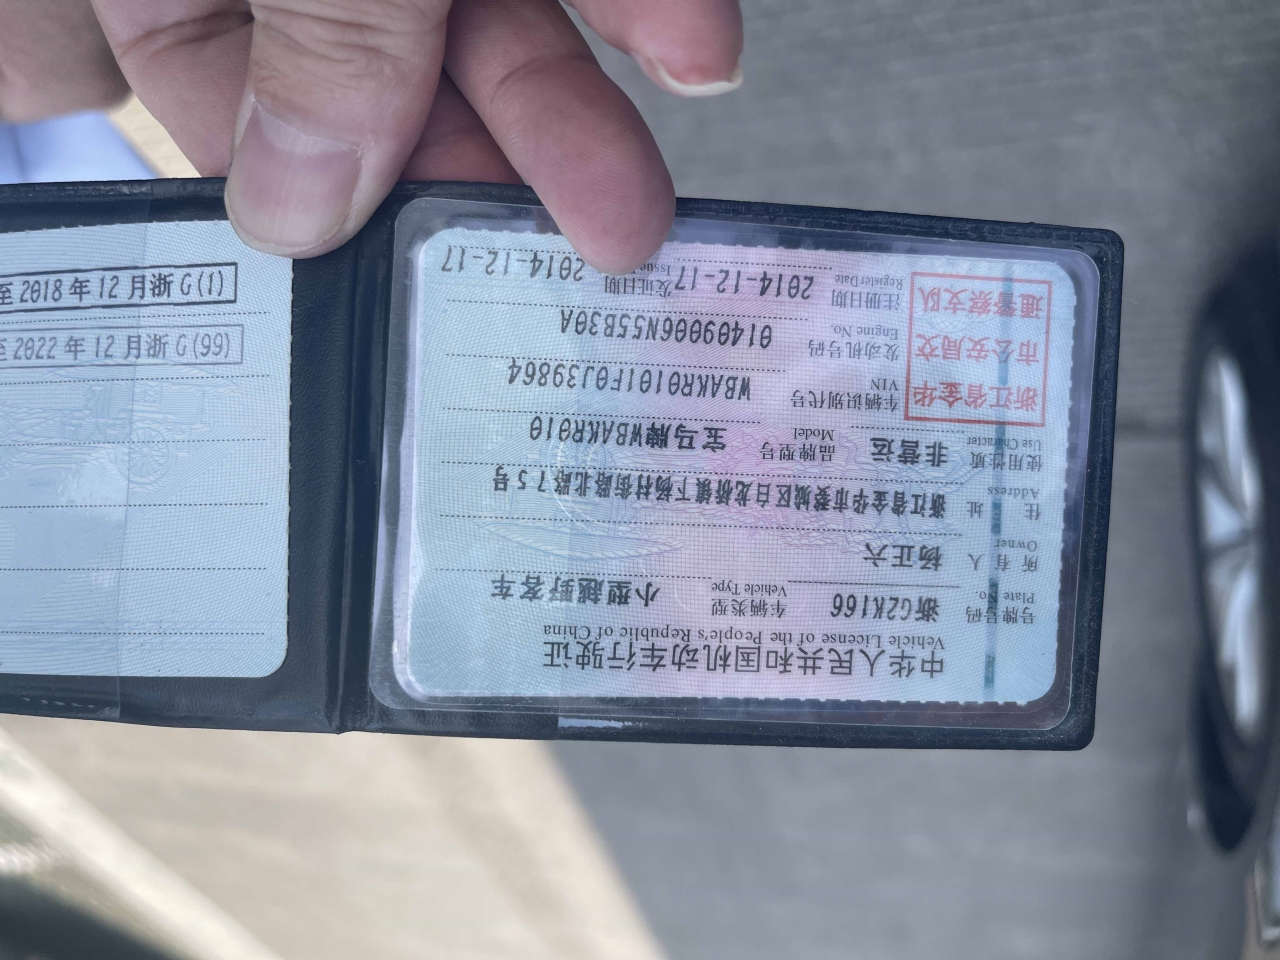 中华人民共和国机动车行驶证
Vehicle License of the People's Republic of China
号牌号码 浙G2K166 车辆类型 小型越野客车
Plate No. Vehicle Type
所有人 杨正六
Owner
住址 浙江省金华市婺城区白龙桥镇下杨村街路北路75号
Address
使用性质 非营运 品牌型号 宝马牌WBAKR010
Use Character Model
浙江省金华
市公安局交
通警察支队
车辆识别代号 WBAKR0101F0J39864
VIN
发动机号码 01409006N55B30A
Engine No.
注册日期 2014-12-17 发证日期 2014-12-17
Register Date Issue
至2018年12月浙G(1)
至2022年12月浙G(99)